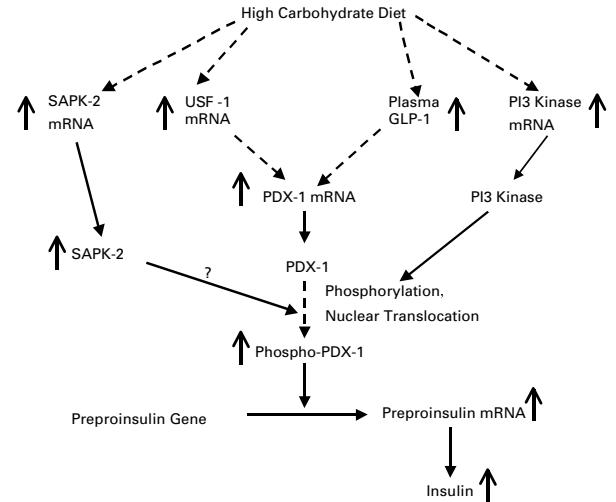 High Carbohydrate Diet
SAPK-2
mRNA
USF -1
mRNA
Plasma
GLP-1
PI3 Kinase
mRNA
PDX-1 mRNA
PI3 Kinase
SAPK-2
?
PDX-1
Phosphorylation,
Nuclear Translocation
Phospho-PDX-1
Preproinsulin Gene
Preproinsulin mRNA
Insulin